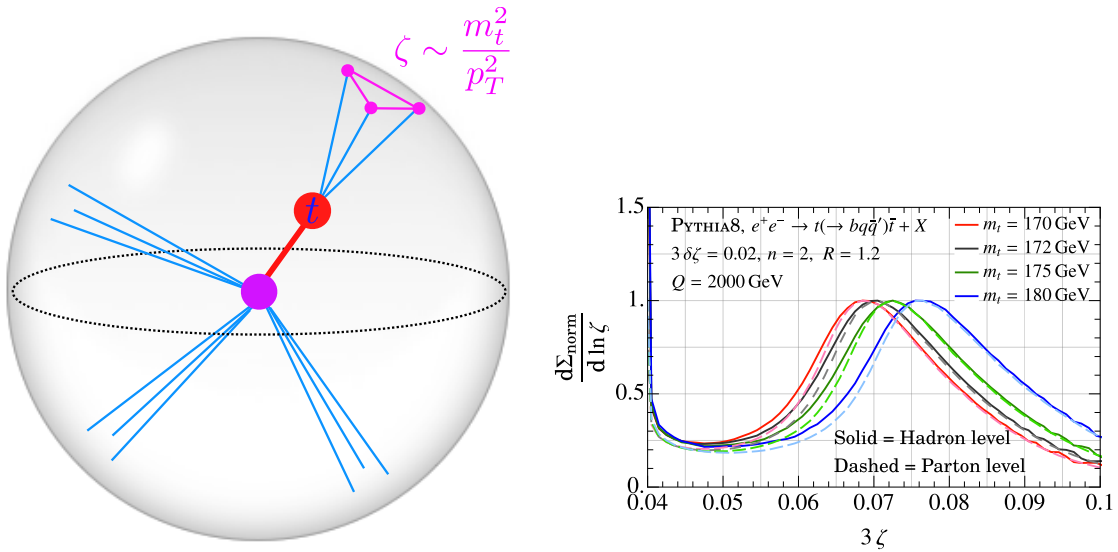 ζ ∼ m_t^2 / p_T^2
t
PYTHIA8, e⁺e⁻ → t(→ bqq̄′)t̄ + X
3 δζ = 0.02, n = 2, R = 1.2
Q = 2000 GeV
m_t = 170 GeV
m_t = 172 GeV
m_t = 175 GeV
m_t = 180 GeV
1.5
1.
0.5
0.
dΣ_norm / d ln ζ
Solid = Hadron level
Dashed = Parton level
0.04 0.05 0.06 0.07 0.08 0.09 0.1
3 ζ